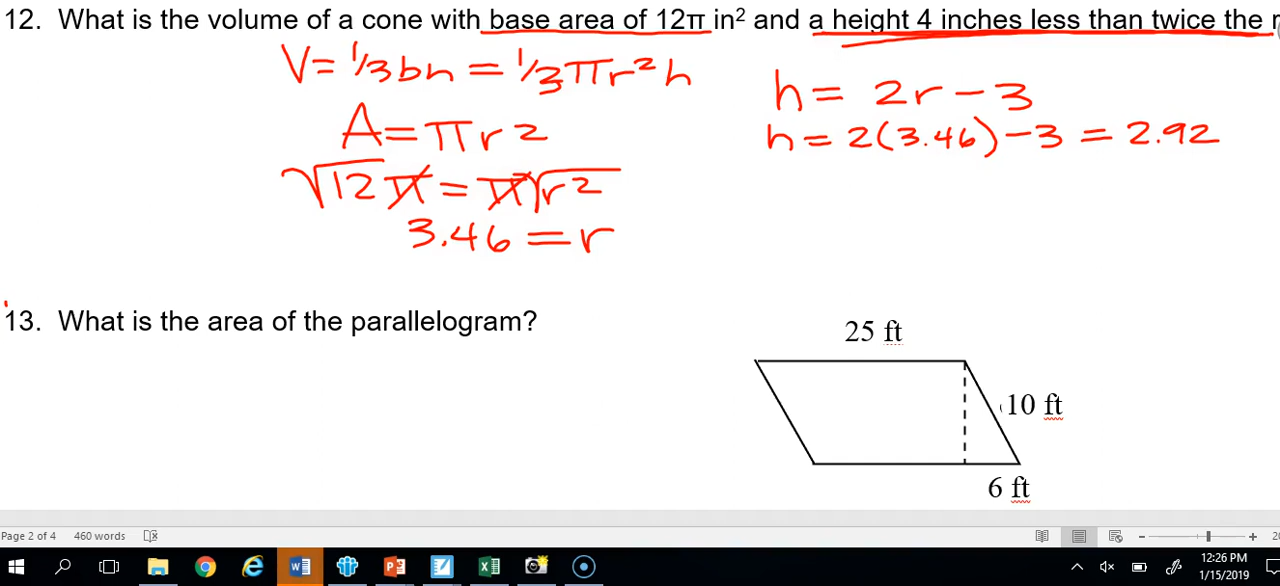 12. What is the volume of a cone with base area of 12π in² and a height 4 inches less than twice the
V = 1/3 bh = 1/3 πr²h
h = 2r - 3
A = πr²
h = 2(3.46) - 3 = 2.92
√12π = π√r²
3.46 = r
13. What is the area of the parallelogram?
25 ft
10 ft
6 ft
Page 2 of 4 460 words
12:26 PM
1/15/2019